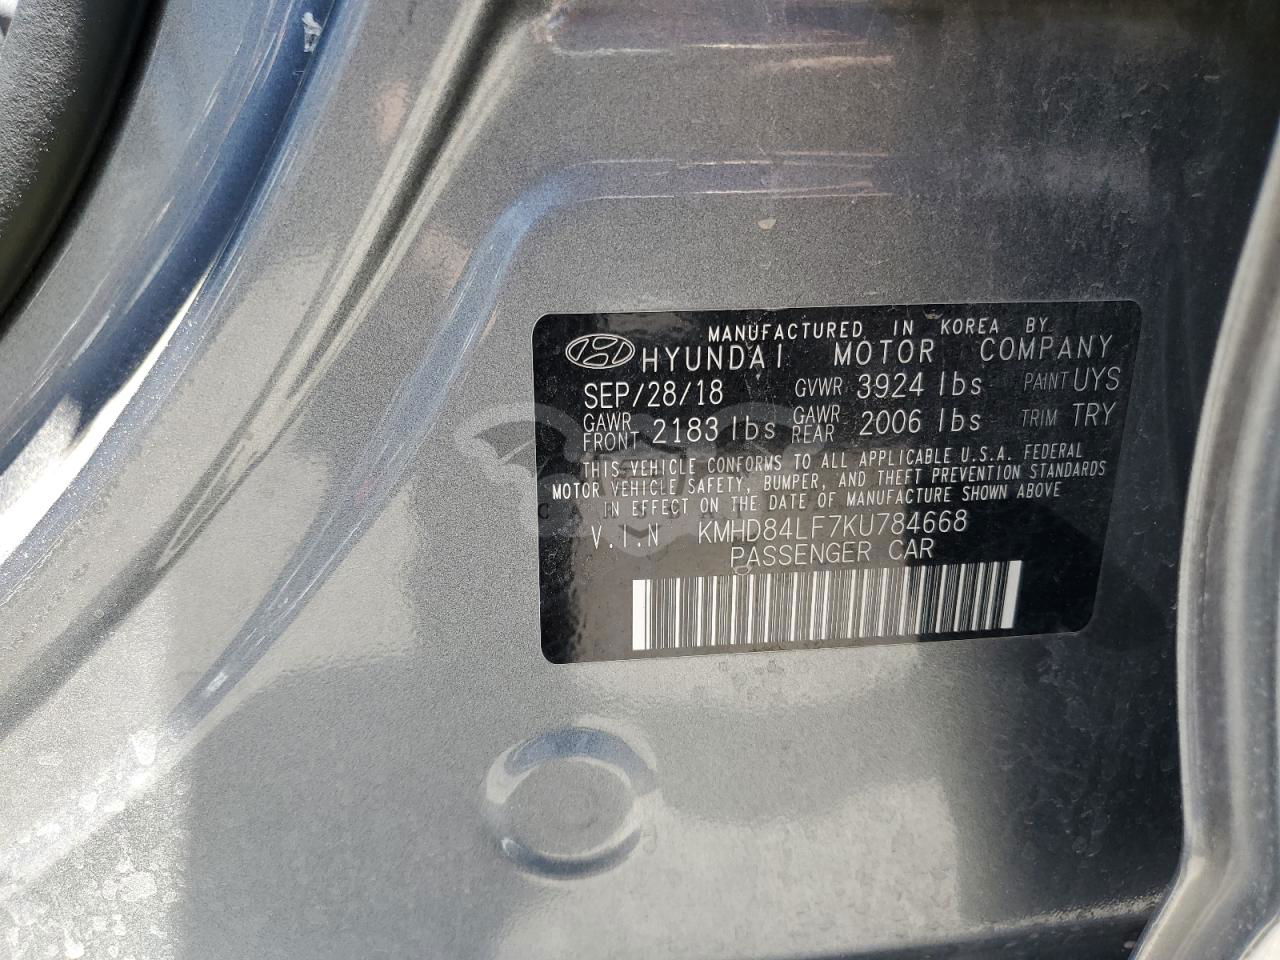 MANUFACTURED IN KOREA BY
HYUNDAI MOTOR COMPANY
SEP/28/18 GVWR 3924 lbs PAINT UYS
GAWR FRONT 2183 lbs GAWR REAR 2006 lbs TRIM TRY
THIS VEHICLE CONFORMS TO ALL APPLICABLE U.S.A. FEDERAL
MOTOR VEHICLE SAFETY, BUMPER, AND THEFT PREVENTION STANDARDS
IN EFFECT ON THE DATE OF MANUFACTURE SHOWN ABOVE
V.I.N KMHD84LF7KU784668
PASSENGER CAR